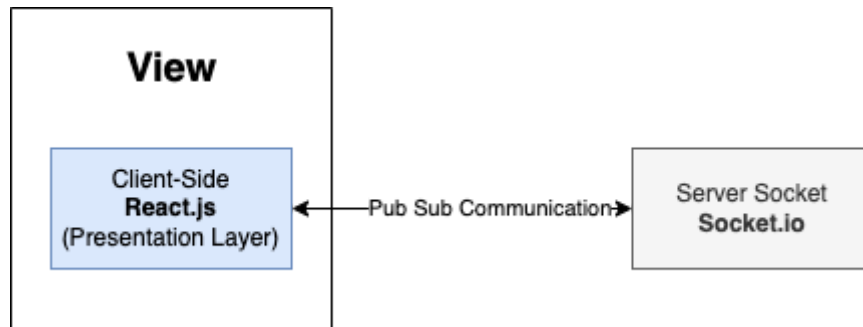 View
Client-Side
React.js
(Presentation Layer)
Pub Sub Communication
Server Socket
Socket.io